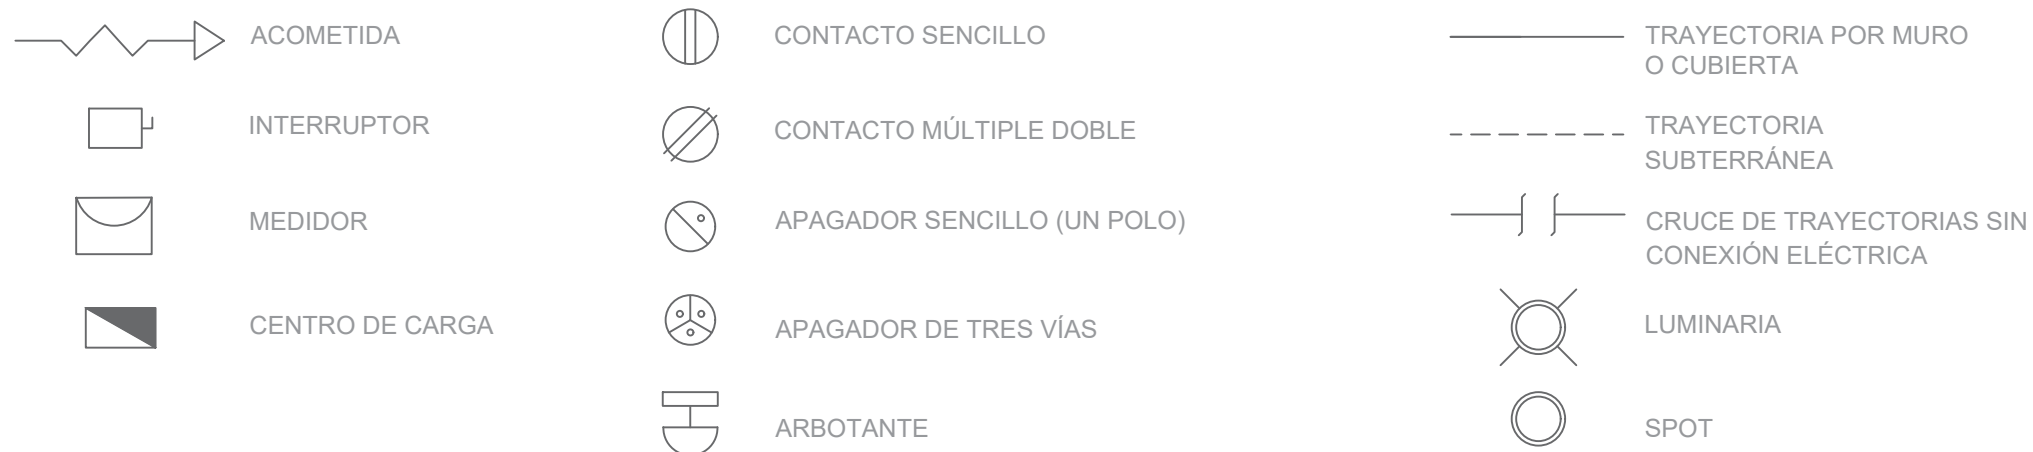 ACOMETIDA
INTERRUPTOR
MEDIDOR
CENTRO DE CARGA
CONTACTO SENCILLO
CONTACTO MÚLTIPLE DOBLE
APAGADOR SENCILLO (UN POLO)
APAGADOR DE TRES VÍAS
ARBOTANTE
TRAYECTORIA POR MURO
O CUBIERTA
TRAYECTORIA
SUBTERRÁNEA
CRUCE DE TRAYECTORIAS SIN
CONEXIÓN ELÉCTRICA
LUMINARIA
SPOT